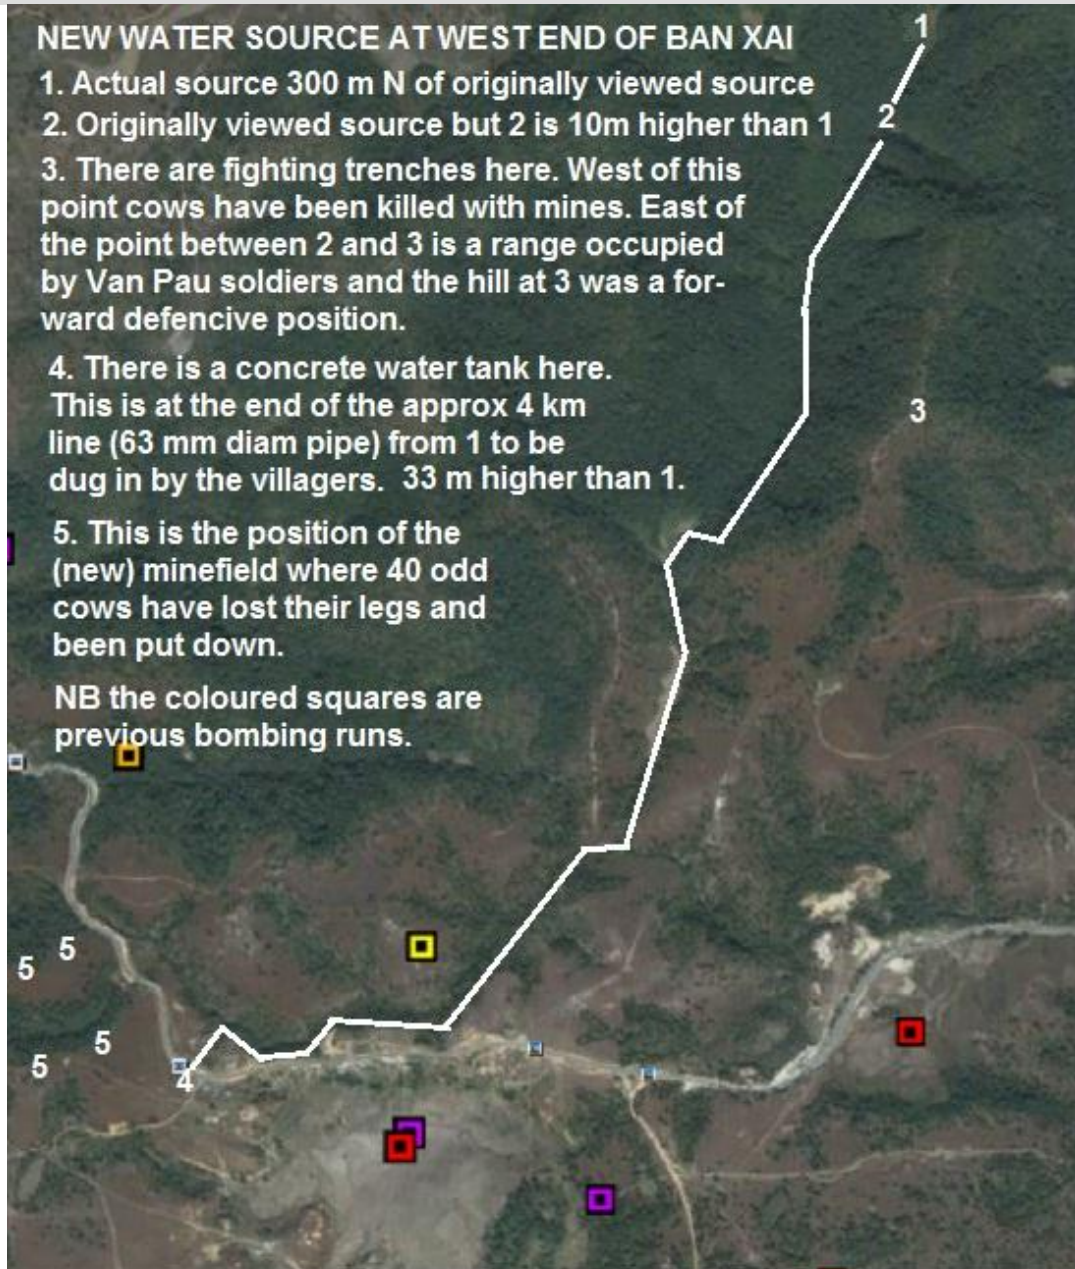 NEW WATER SOURCE AT WEST END OF BAN XAI
1. Actual source 300 m N of originally viewed source
2. Originally viewed source but 2 is 10m higher than 1
3. There are fighting trenches here. West of this
point cows have been killed with mines. East of
the point between 2 and 3 is a range occupied
by Van Pau soldiers and the hill at 3 was a for-
ward defencive position.
4. There is a concrete water tank here.
This is at the end of the approx 4 km
line (63 mm diam pipe) from 1 to be
dug in by the villagers. 33 m higher than 1.
5. This is the position of the
(new) minefield where 40 odd
cows have lost their legs and
been put down.
NB the coloured squares are
previous bombing runs.
1
2
3
5
5
5
5
4